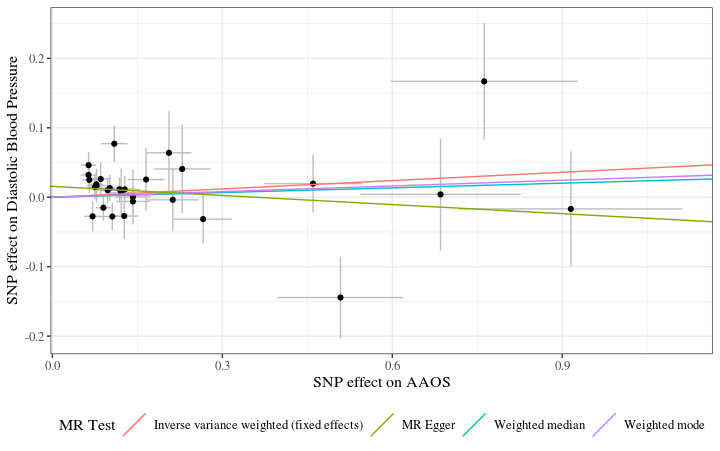 SNP effect on Diastolic Blood Pressure
0.2
0.1
0.0
-0.1
-0.2
0.0 0.3 0.6 0.9
SNP effect on AAOS
MR Test Inverse variance weighted (fixed effects) MR Egger Weighted median Weighted mode